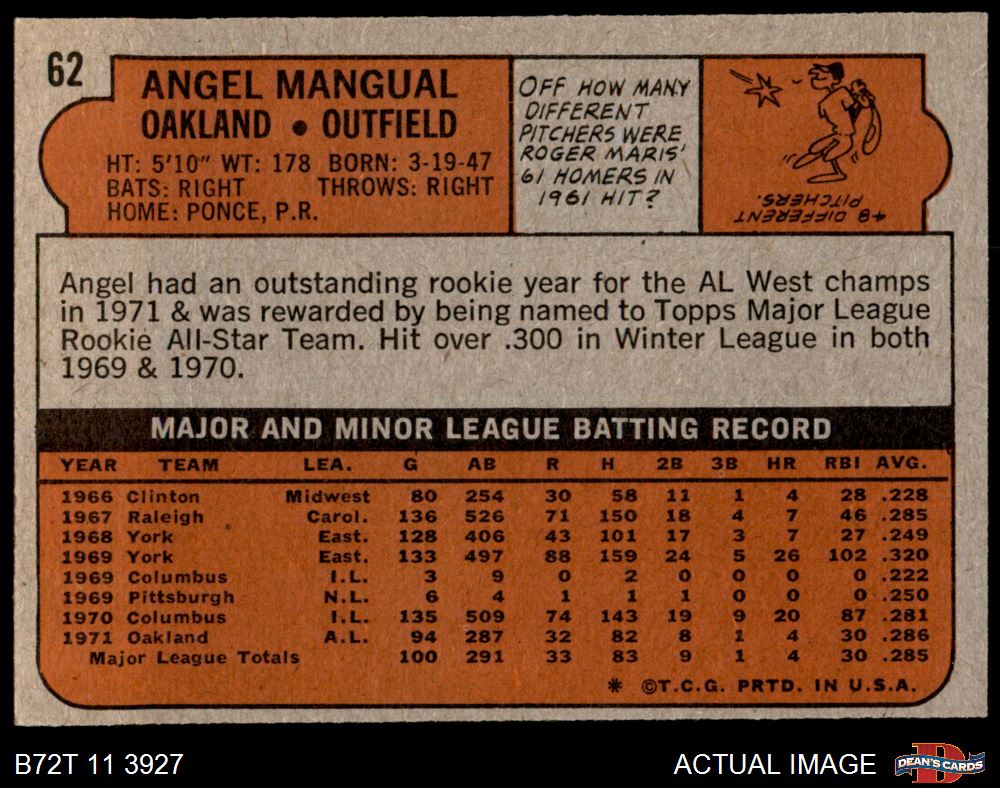 62
ANGEL MANGUAL
OAKLAND • OUTFIELD
HT: 5'10" WT: 178 BORN: 3-19-47
BATS: RIGHT THROWS: RIGHT
HOME: PONCE, P.R.
OFF HOW MANY
DIFFERENT
PITCHERS WERE
ROGER MARIS'
61 HOMERS IN
1961 HIT?
48 DIFFERENT
PITCHERS.
Angel had an outstanding rookie year for the AL West champs
in 1971 & was rewarded by being named to Topps Major League
Rookie All-Star Team. Hit over .300 in Winter League in both
1969 & 1970.
MAJOR AND MINOR LEAGUE BATTING RECORD
YEAR TEAM LEA. G AB R H 2B 3B HR RBI AVG.
1966 Clinton Midwest 80 254 30 58 11 1 4 28 .228
1967 Raleigh Carol. 136 526 71 150 18 4 7 46 .285
1968 York East. 128 406 43 101 17 3 7 27 .249
1969 York East. 133 497 88 159 24 5 26 102 .320
1969 Columbus I.L. 3 9 0 2 0 0 0 0 .222
1969 Pittsburgh N.L. 6 4 1 1 1 0 0 0 .250
1970 Columbus I.L. 135 509 74 143 19 9 20 87 .281
1971 Oakland A.L. 94 287 32 82 8 1 4 30 .286
Major League Totals 100 291 33 83 9 1 4 30 .285
* ©T.C.G. PRTD. IN U.S.A.
B72T 11 3927
ACTUAL IMAGE
DEAN'S CARDS